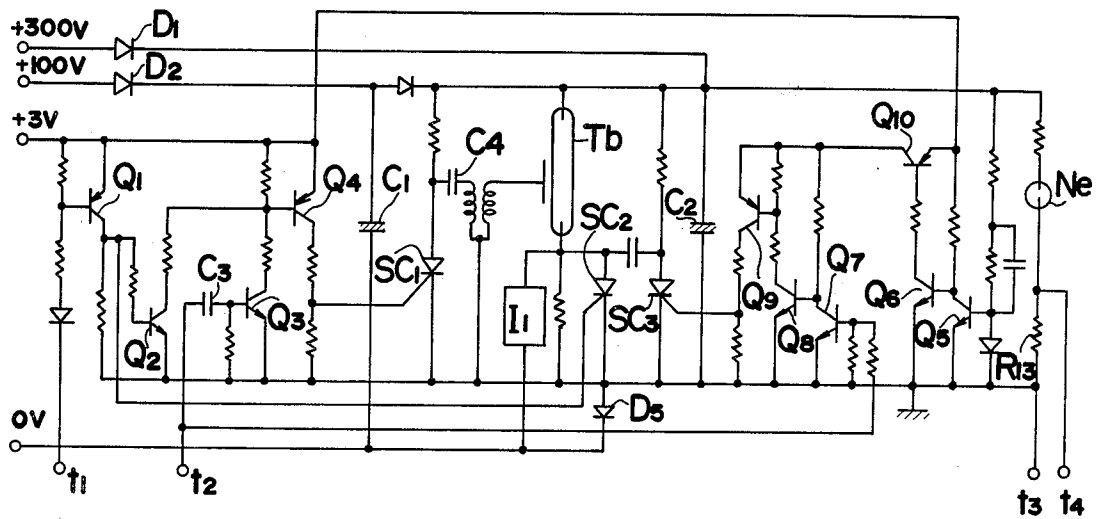 +300V
D1
+100V
D2
+3V
Q1
Q4
C1
C4
Tb
SC2
C2
Q10
Ne
C3
SC1
Q7
Q2
Q3
I1
SC3
Q9
Q8
Q6
Q5
R13
D5
0V
t1
t2
t3
t4